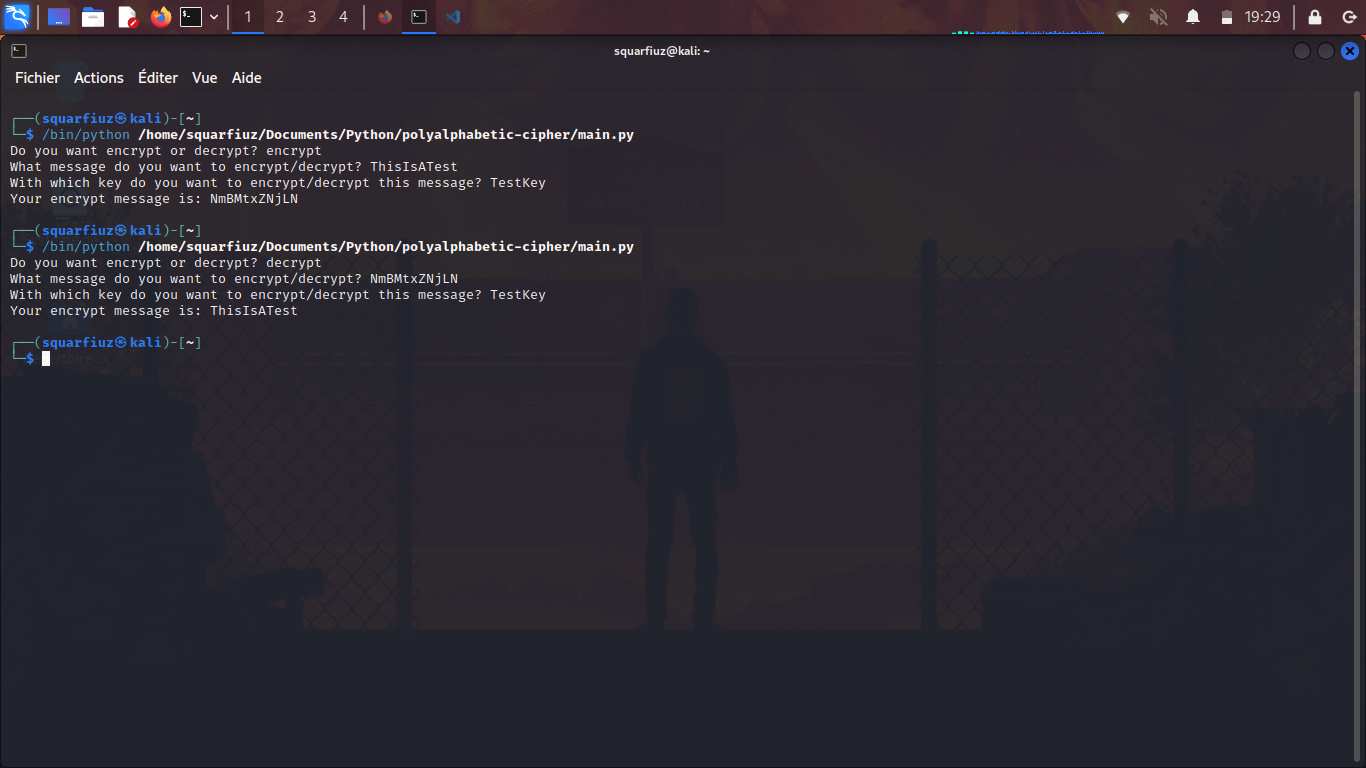 1 2 3 4 19:29
squarfiuz@kali: ~
Fichier Actions Éditer Vue Aide
┌──(squarfiuz㉿kali)-[~]
└─$ /bin/python /home/squarfiuz/Documents/Python/polyalphabetic-cipher/main.py
Do you want encrypt or decrypt? encrypt
What message do you want to encrypt/decrypt? ThisIsATest
With which key do you want to encrypt/decrypt this message? TestKey
Your encrypt message is: NmBMtxZNjLN
┌──(squarfiuz㉿kali)-[~]
└─$ /bin/python /home/squarfiuz/Documents/Python/polyalphabetic-cipher/main.py
Do you want encrypt or decrypt? decrypt
What message do you want to encrypt/decrypt? NmBMtxZNjLN
With which key do you want to encrypt/decrypt this message? TestKey
Your encrypt message is: ThisIsATest
┌──(squarfiuz㉿kali)-[~]
└─$